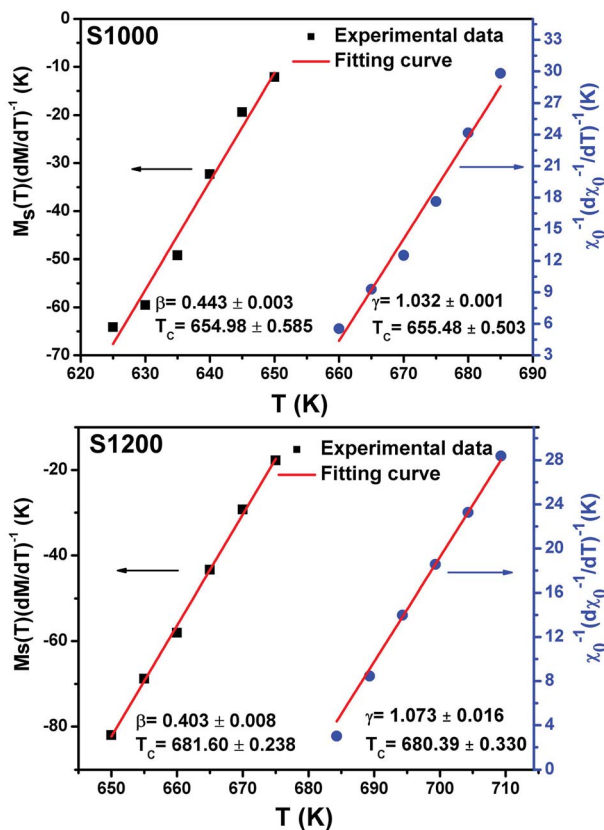 S1000
Experimental data
Fitting curve
0
-10
-20
-30
-40
-50
-60
-70
Ms(T)(dM/dT)⁻¹ (K)
30
27
24
21
18
15
12
9
6
3
χ₀⁻¹(dχ₀⁻¹/dT)⁻¹(K)
β= 0.443 ± 0.003
T_C= 654.98 ± 0.585
γ= 1.032 ± 0.001
T_C= 655.48 ± 0.503
620 630 640 650 660 670 680 690
T (K)
S1200
Experimental data
Fitting curve
-20
-40
-60
-80
Ms(T)(dM/dT)⁻¹ (K)
28
24
20
16
12
8
4
0
χ₀⁻¹(dχ₀⁻¹/dT)⁻¹(K)
β= 0.403 ± 0.008
T_C= 681.60 ± 0.238
γ= 1.073 ± 0.016
T_C= 680.39 ± 0.330
650 660 670 680 690 700 710
T (K)